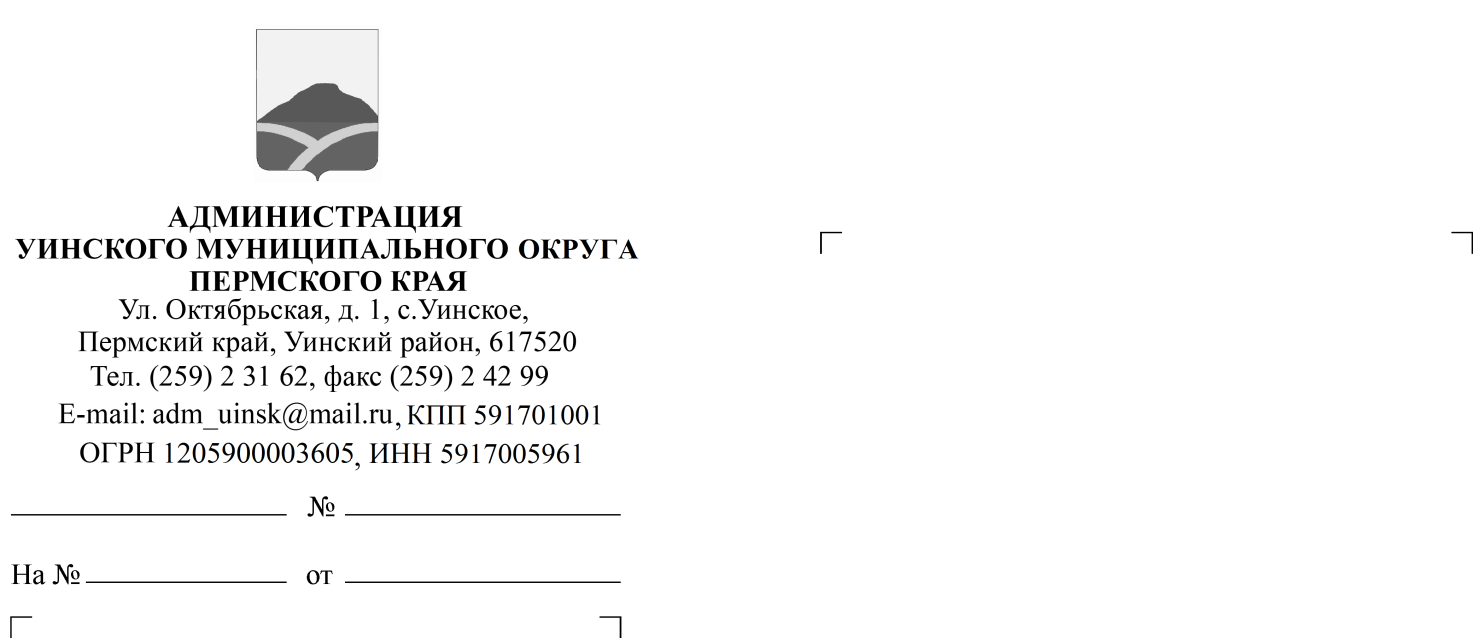 АДМИНИСТРАЦИЯ
УИНСКОГО МУНИЦИПАЛЬНОГО ОКРУГА
ПЕРМСКОГО КРАЯ
Ул. Октябрьская, д. 1, с.Уинское,
Пермский край, Уинский район, 617520
Тел. (259) 2 31 62, факс (259) 2 42 99
E-mail: adm_uinsk@mail.ru, КПП 591701001
ОГРН 1205900003605, ИНН 5917005961
№
На № от